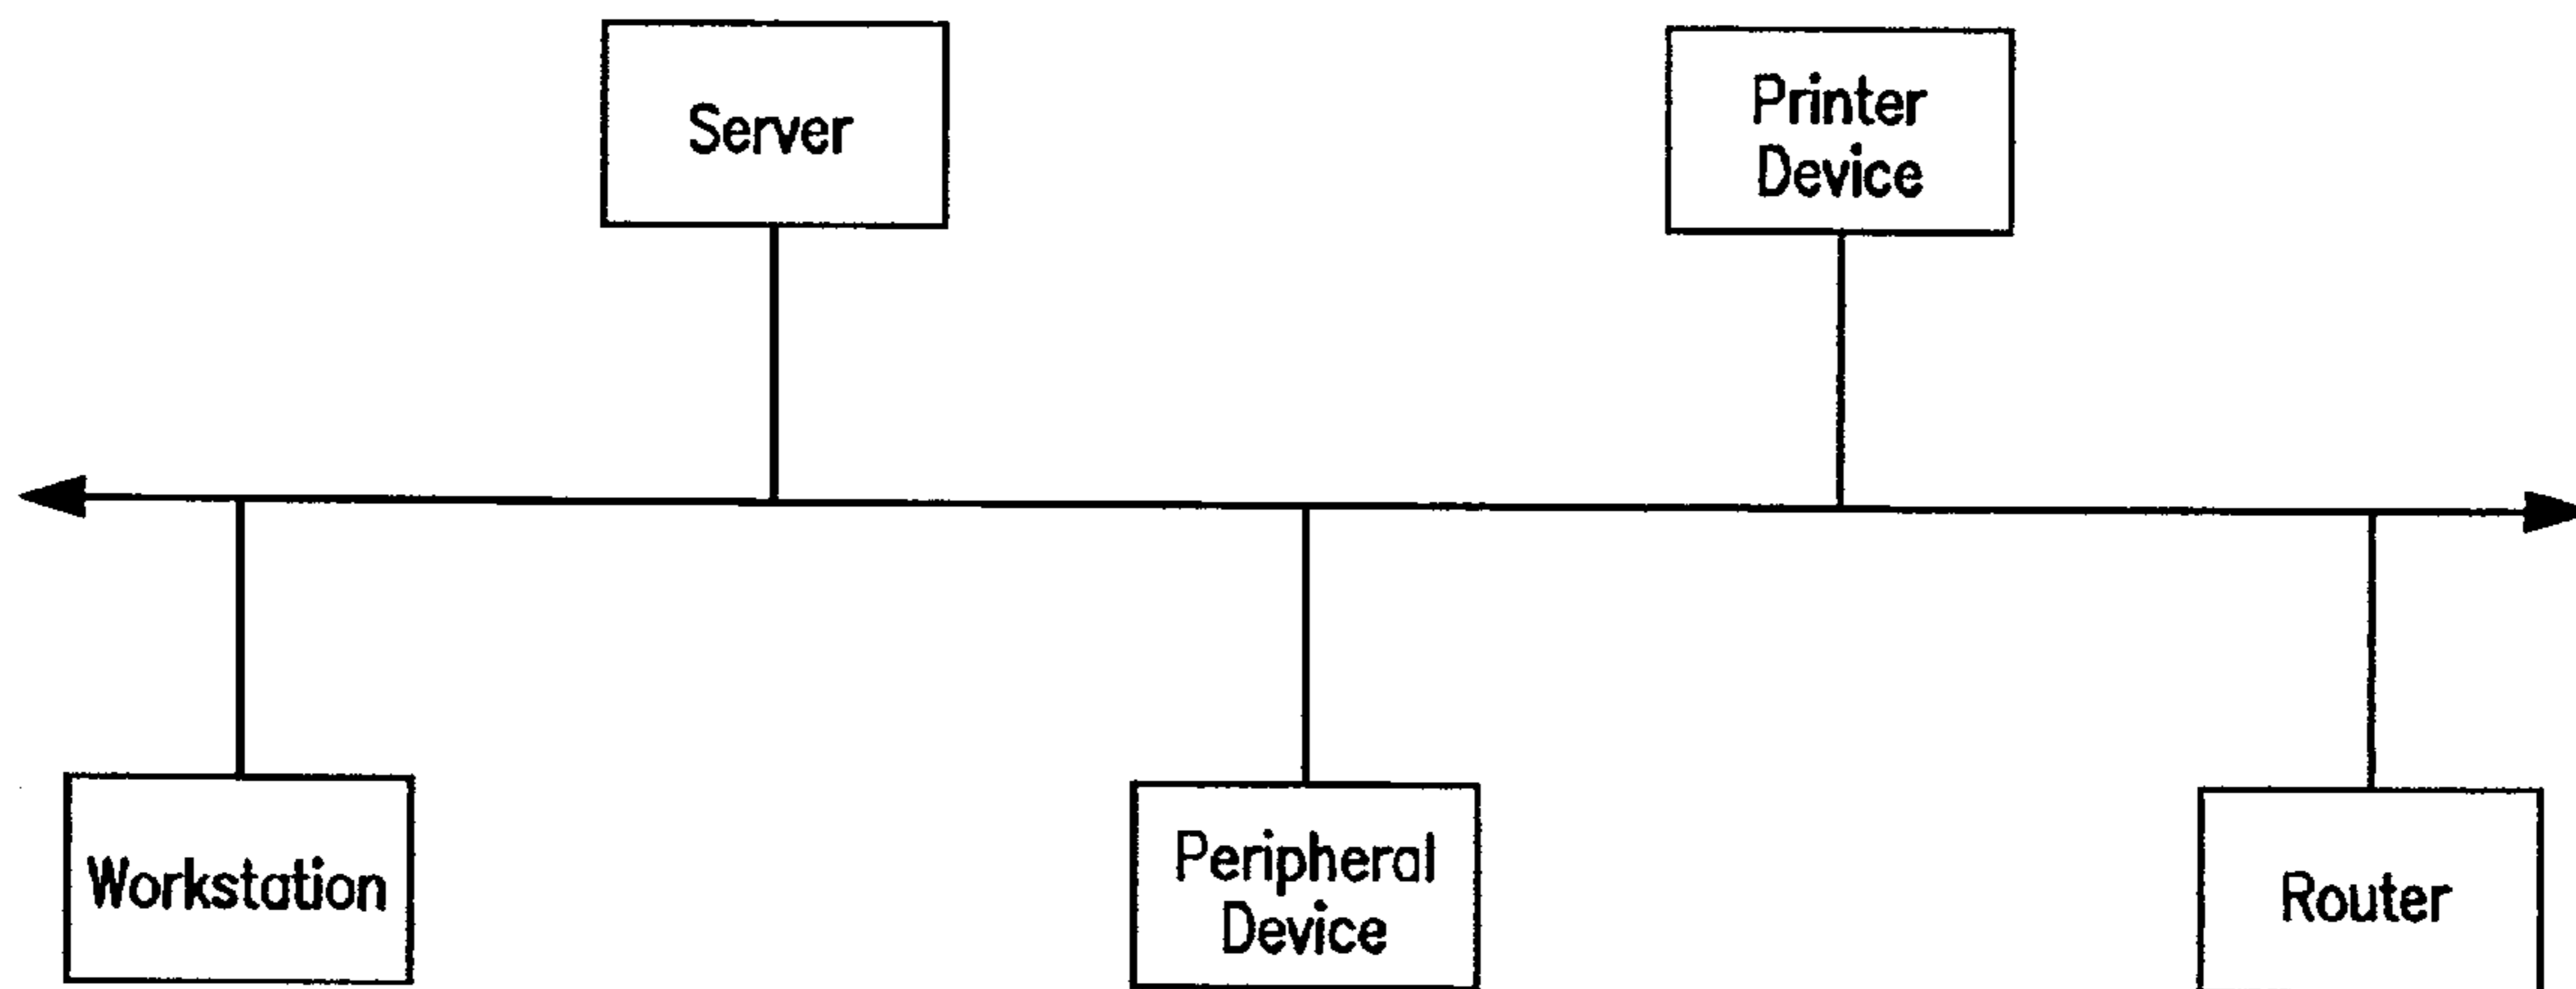 Server
Printer
Device
Workstation
Peripheral
Device
Router